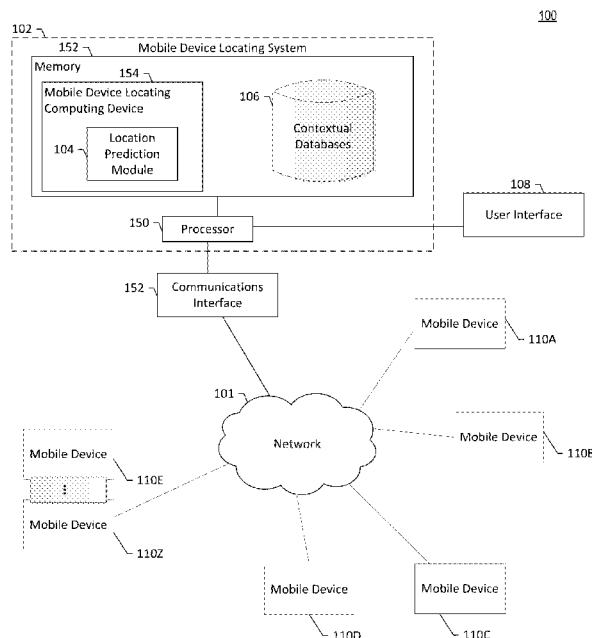 100
102
Mobile Device Locating System
152
Memory
154
Mobile Device Locating
Computing Device
106
104
Location
Prediction
Module
Contextual
Databases
108
User Interface
150
Processor
152
Communications
Interface
Mobile Device
110A
101
Network
Mobile Device
110B
Mobile Device
110E
Mobile Device
110Z
Mobile Device
110D
Mobile Device
110C